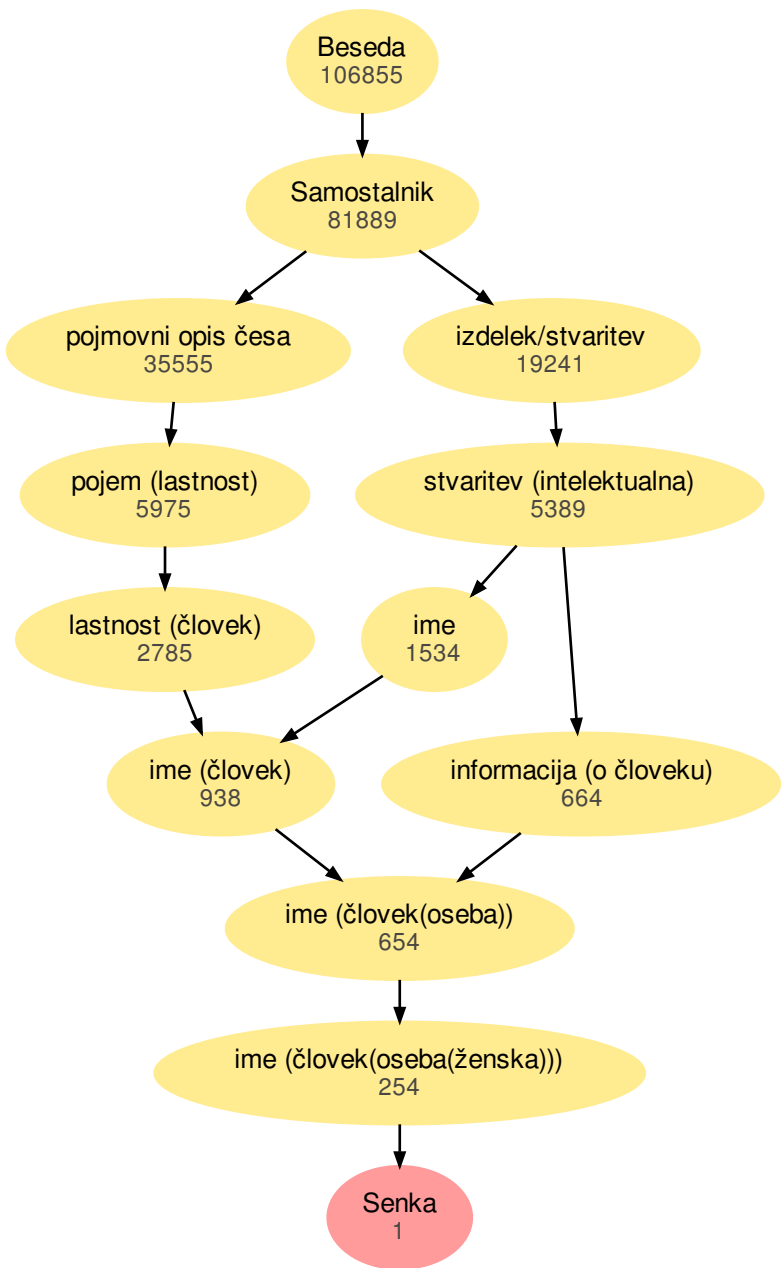 Beseda
106855
Samostalnik
81889
pojmovni opis česa
35555
izdelek/stvaritev
19241
pojem (lastnost)
5975
stvaritev (intelektualna)
5389
lastnost (človek)
2785
ime
1534
ime (človek)
938
informacija (o človeku)
664
ime (človek(oseba))
654
ime (človek(oseba(ženska)))
254
Senka
1